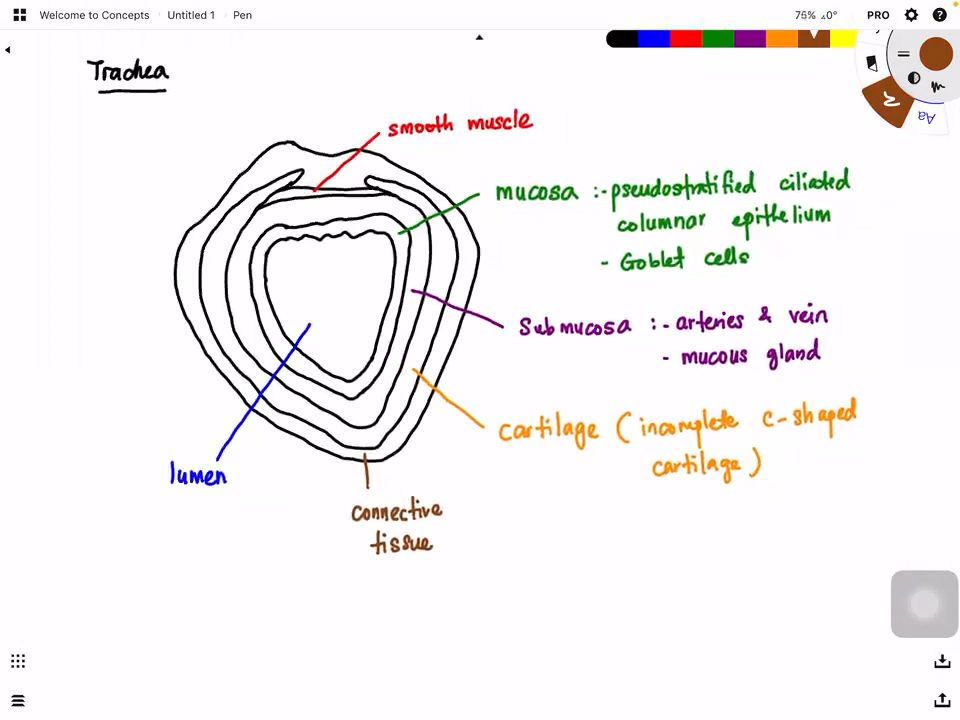 Welcome to Concepts Untitled 1 Pen
PRO
Aa
Trachea
smooth muscle
mucosa :- pseudostratified ciliated
columnar epithelium
- Goblet cells
Submucosa :- arteries & vein
- mucous gland
cartilage (incomplete c-shaped
cartilage)
lumen
connective
tissue